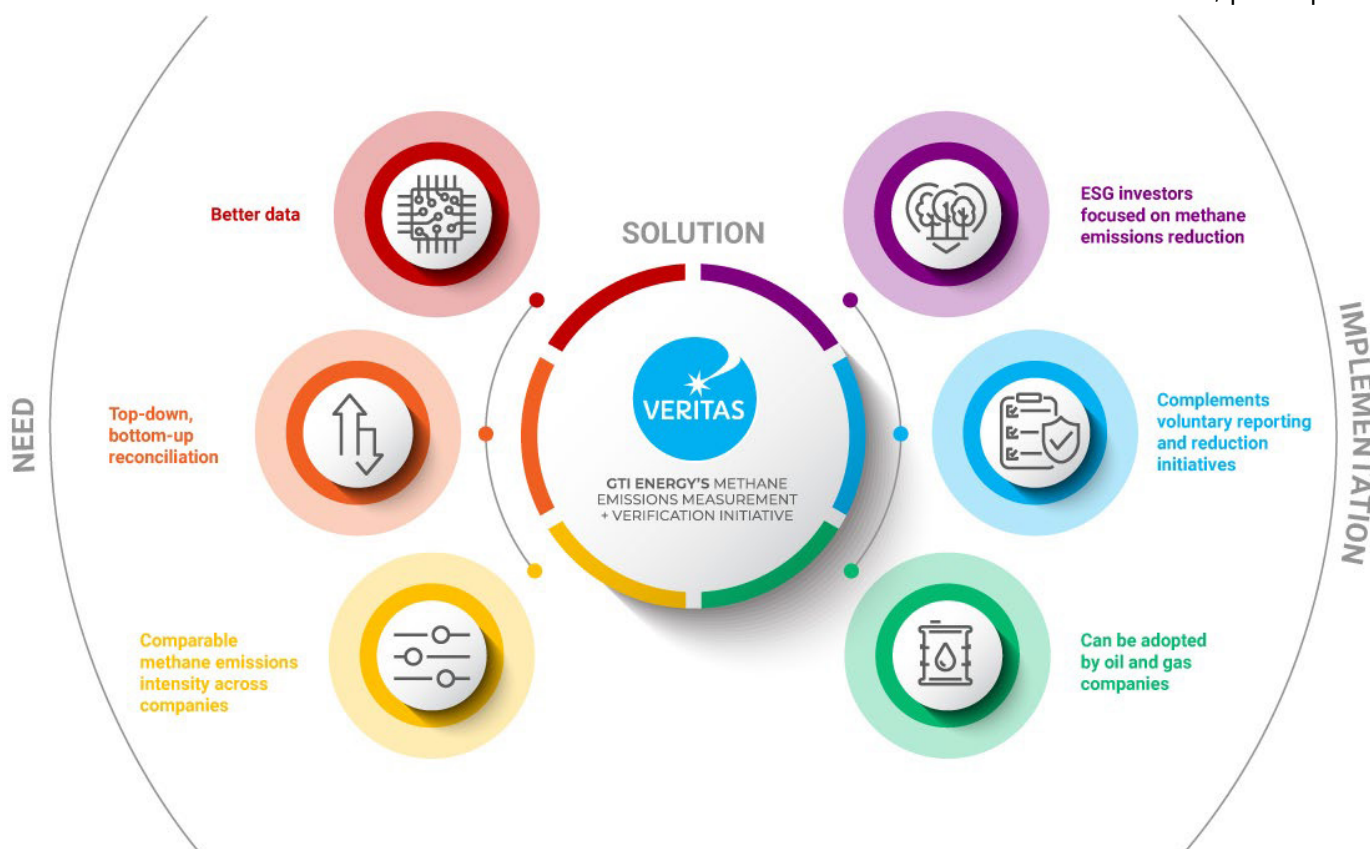 NEED
SOLUTION
IMPLEMENTATION
Better data
Top-down,
bottom-up
reconciliation
Comparable
methane emissions
intensity across
companies
VERITAS
GTI ENERGY'S METHANE
EMISSIONS MEASUREMENT
+ VERIFICATION INITIATIVE
ESG investors
focused on methane
emissions reduction
Complements
voluntary reporting
and reduction
initiatives
Can be adopted
by oil and gas
companies